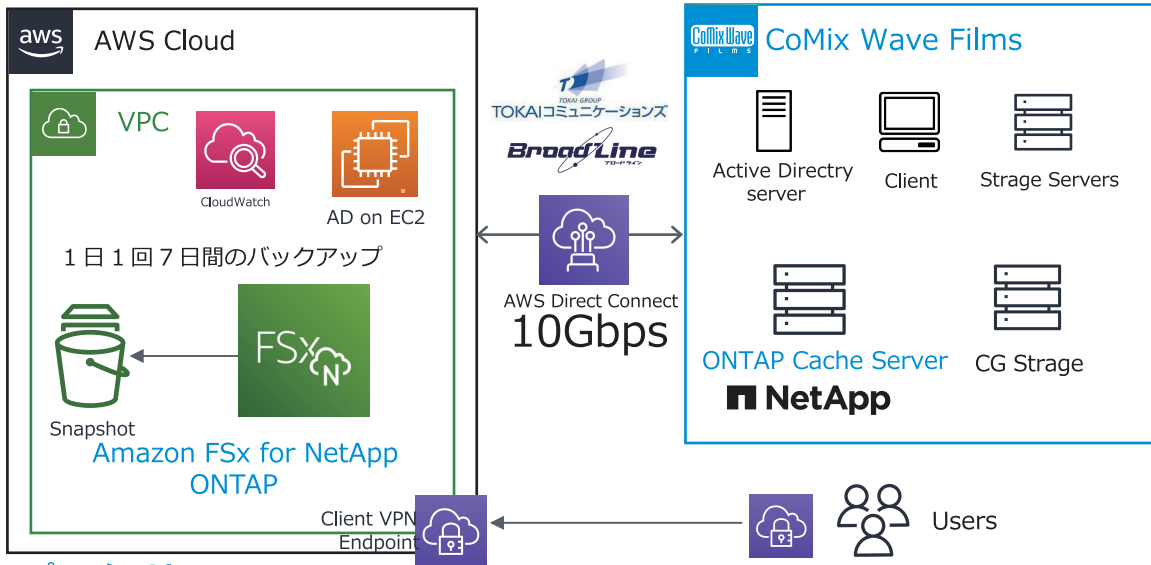 aws
AWS Cloud
VPC
CloudWatch
AD on EC2
1日1回7日間のバックアップ
FSx
N
Snapshot
Amazon FSx for NetApp
ONTAP
Client VPN
Endpoint
T
TOKAI GROUP
TOKAIコミュニケーションズ
BroadLine
ブロードライン
AWS Direct Connect
10Gbps
CoMix Wave
FILMS
CoMix Wave Films
Active Directry
server
Client
Strage Servers
ONTAP Cache Server
NetApp
CG Strage
Users